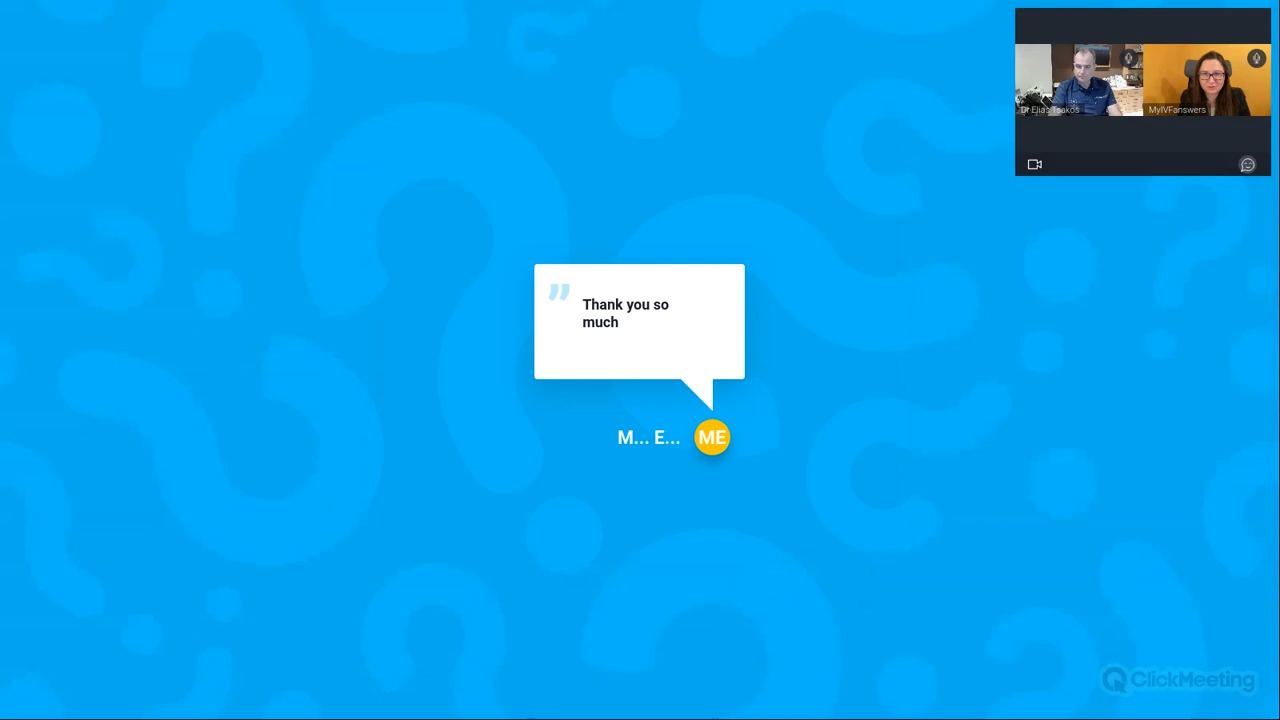 Dr Elias Tsakos
MyIVFanswers
Thank you so
much
M... E...
ME
ClickMeeting